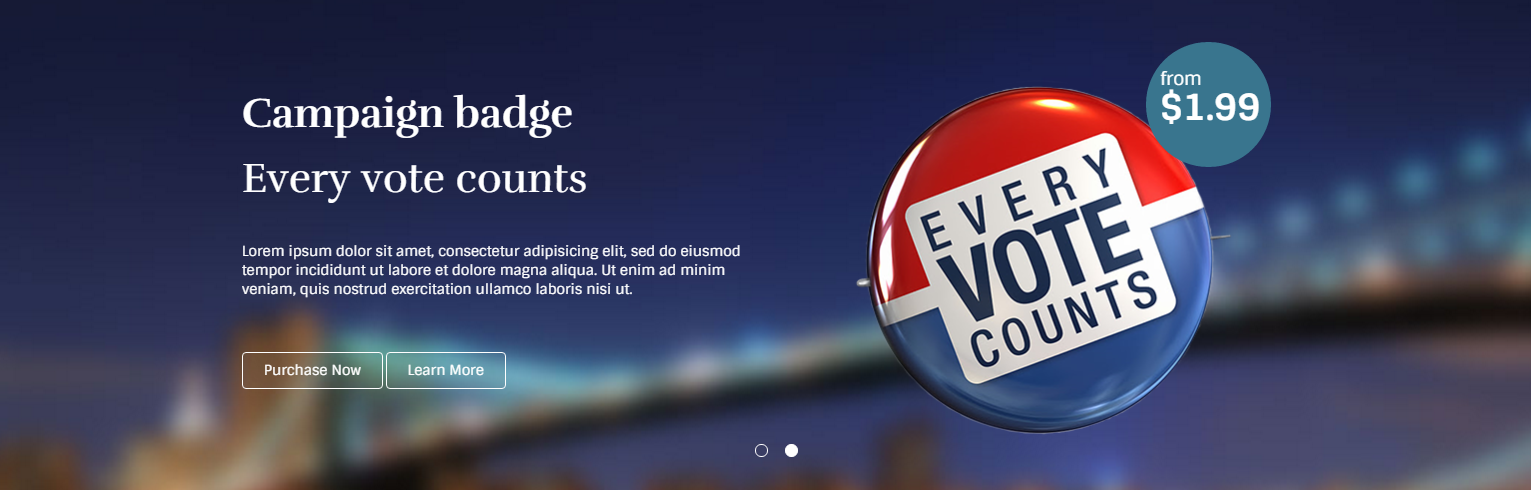 Campaign badge
Every vote counts
Lorem ipsum dolor sit amet, consectetur adipisicing elit, sed do eiusmod
tempor incididunt ut labore et dolore magna aliqua. Ut enim ad minim
veniam, quis nostrud exercitation ullamco laboris nisi ut.
Purchase Now
Learn More
EVERY
VOTE
COUNTS
from
$1.99